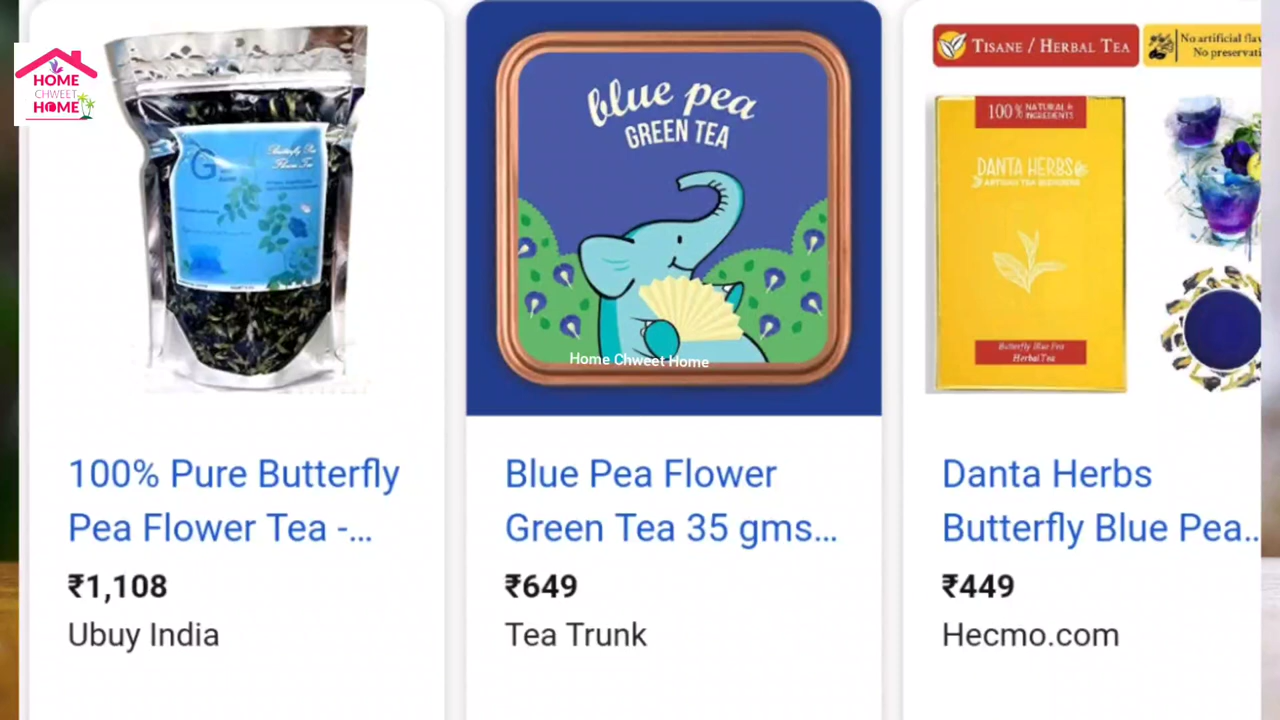 HOME
CHWEET
HOME
Butterfly Pea
Flower Tea
blue pea
GREEN TEA
Home Chweet Home
TISANE / HERBAL TEA
No artificial fla
No preservati
100% NATURAL
INGREDIENTS
DANTA HERBS
ARTISAN TEA BLENDERS
Butterfly Blue Pea
Herbal Tea
100% Pure Butterfly
Pea Flower Tea -...
₹1,108
Ubuy India
Blue Pea Flower
Green Tea 35 gms...
₹649
Tea Trunk
Danta Herbs
Butterfly Blue Pea..
₹449
Hecmo.com